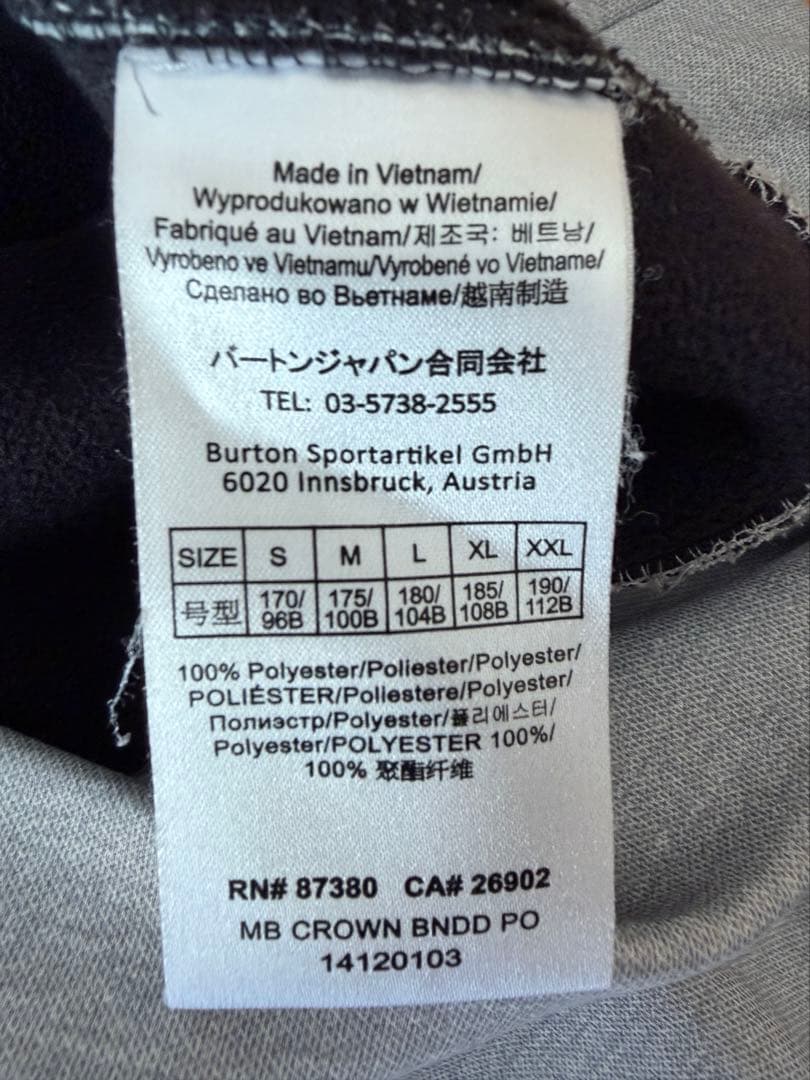 Made in Vietnam/
Wyprodukowano w Wietnamie/
Fabriqué au Vietnam/제조국: 베트남/
Vyrobeno ve Vietnamu/Vyrobené vo Vietname/
Сделано во Вьетнаме/越南制造
バートンジャパン合同会社
TEL: 03-5738-2555
Burton Sportartikel GmbH
6020 Innsbruck, Austria
SIZE S M L XL XXL
号型 170/96B 175/100B 180/104B 185/108B 190/112B
100% Polyester/Poliester/Polyester/
POLIÉSTER/Poliestere/Polyester/
Полиэстр/Polyester/폴리에스터/
Polyester/POLYESTER 100%/
100% 聚酯纤维
RN# 87380 CA# 26902
MB CROWN BNDD PO
14120103